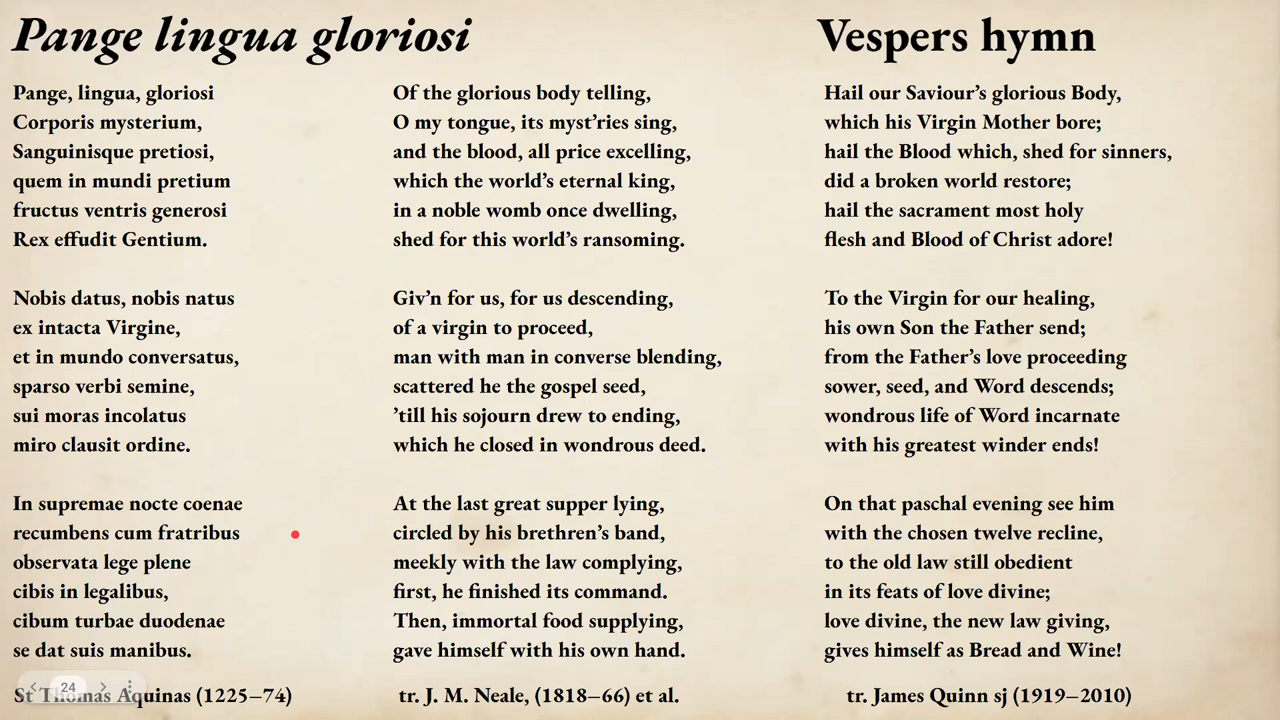 Pange lingua gloriosi
Pange, lingua, gloriosi
Corporis mysterium,
Sanguinisque pretiosi,
quem in mundi pretium
fructus ventris generosi
Rex effudit Gentium.
Nobis datus, nobis natus
ex intacta Virgine,
et in mundo conversatus,
sparso verbi semine,
sui moras incolatus
miro clausit ordine.
In supremae nocte coenae
recumbens cum fratribus
observata lege plene
cibis in legalibus,
cibum turbae duodenae
se dat suis manibus.
St Thomas Aquinas (1225–74)
24
Of the glorious body telling,
O my tongue, its myst’ries sing,
and the blood, all price excelling,
which the world’s eternal king,
in a noble womb once dwelling,
shed for this world’s ransoming.
Giv’n for us, for us descending,
of a virgin to proceed,
man with man in converse blending,
scattered he the gospel seed,
’till his sojourn drew to ending,
which he closed in wondrous deed.
At the last great supper lying,
circled by his brethren’s band,
meekly with the law complying,
first, he finished its command.
Then, immortal food supplying,
gave himself with his own hand.
tr. J. M. Neale, (1818–66) et al.
Vespers hymn
Hail our Saviour’s glorious Body,
which his Virgin Mother bore;
hail the Blood which, shed for sinners,
did a broken world restore;
hail the sacrament most holy
flesh and Blood of Christ adore!
To the Virgin for our healing,
his own Son the Father send;
from the Father’s love proceeding
sower, seed, and Word descends;
wondrous life of Word incarnate
with his greatest winder ends!
On that paschal evening see him
with the chosen twelve recline,
to the old law still obedient
in its feats of love divine;
love divine, the new law giving,
gives himself as Bread and Wine!
tr. James Quinn sj (1919–2010)